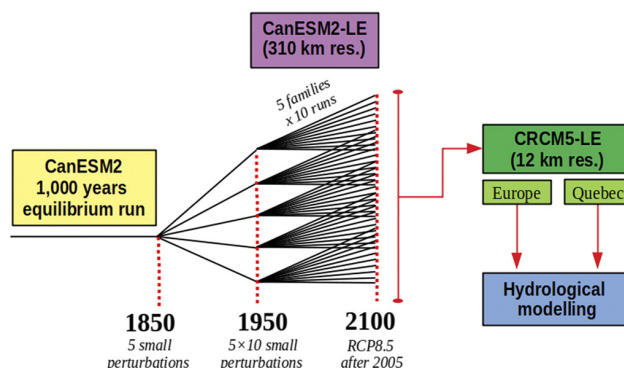 CanESM2-LE
(310 km res.)
5 families
x 10 runs
CanESM2
1,000 years
equilibrium run
CRCM5-LE
(12 km res.)
Europe
Quebec
Hydrological
modelling
1850
5 small
perturbations
1950
5×10 small
perturbations
2100
RCP8.5
after 2005